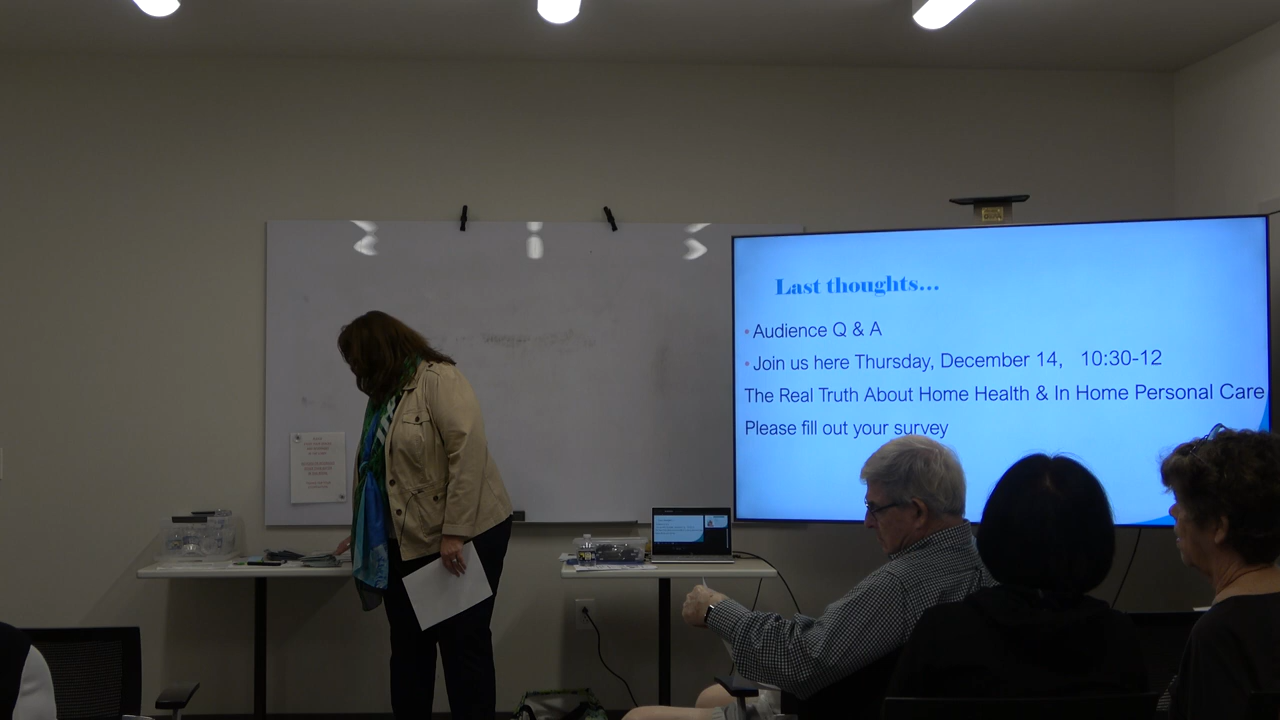 Last thoughts...
• Audience Q & A
• Join us here Thursday, December 14, 10:30-12
The Real Truth About Home Health & In Home Personal Care
Please fill out your survey